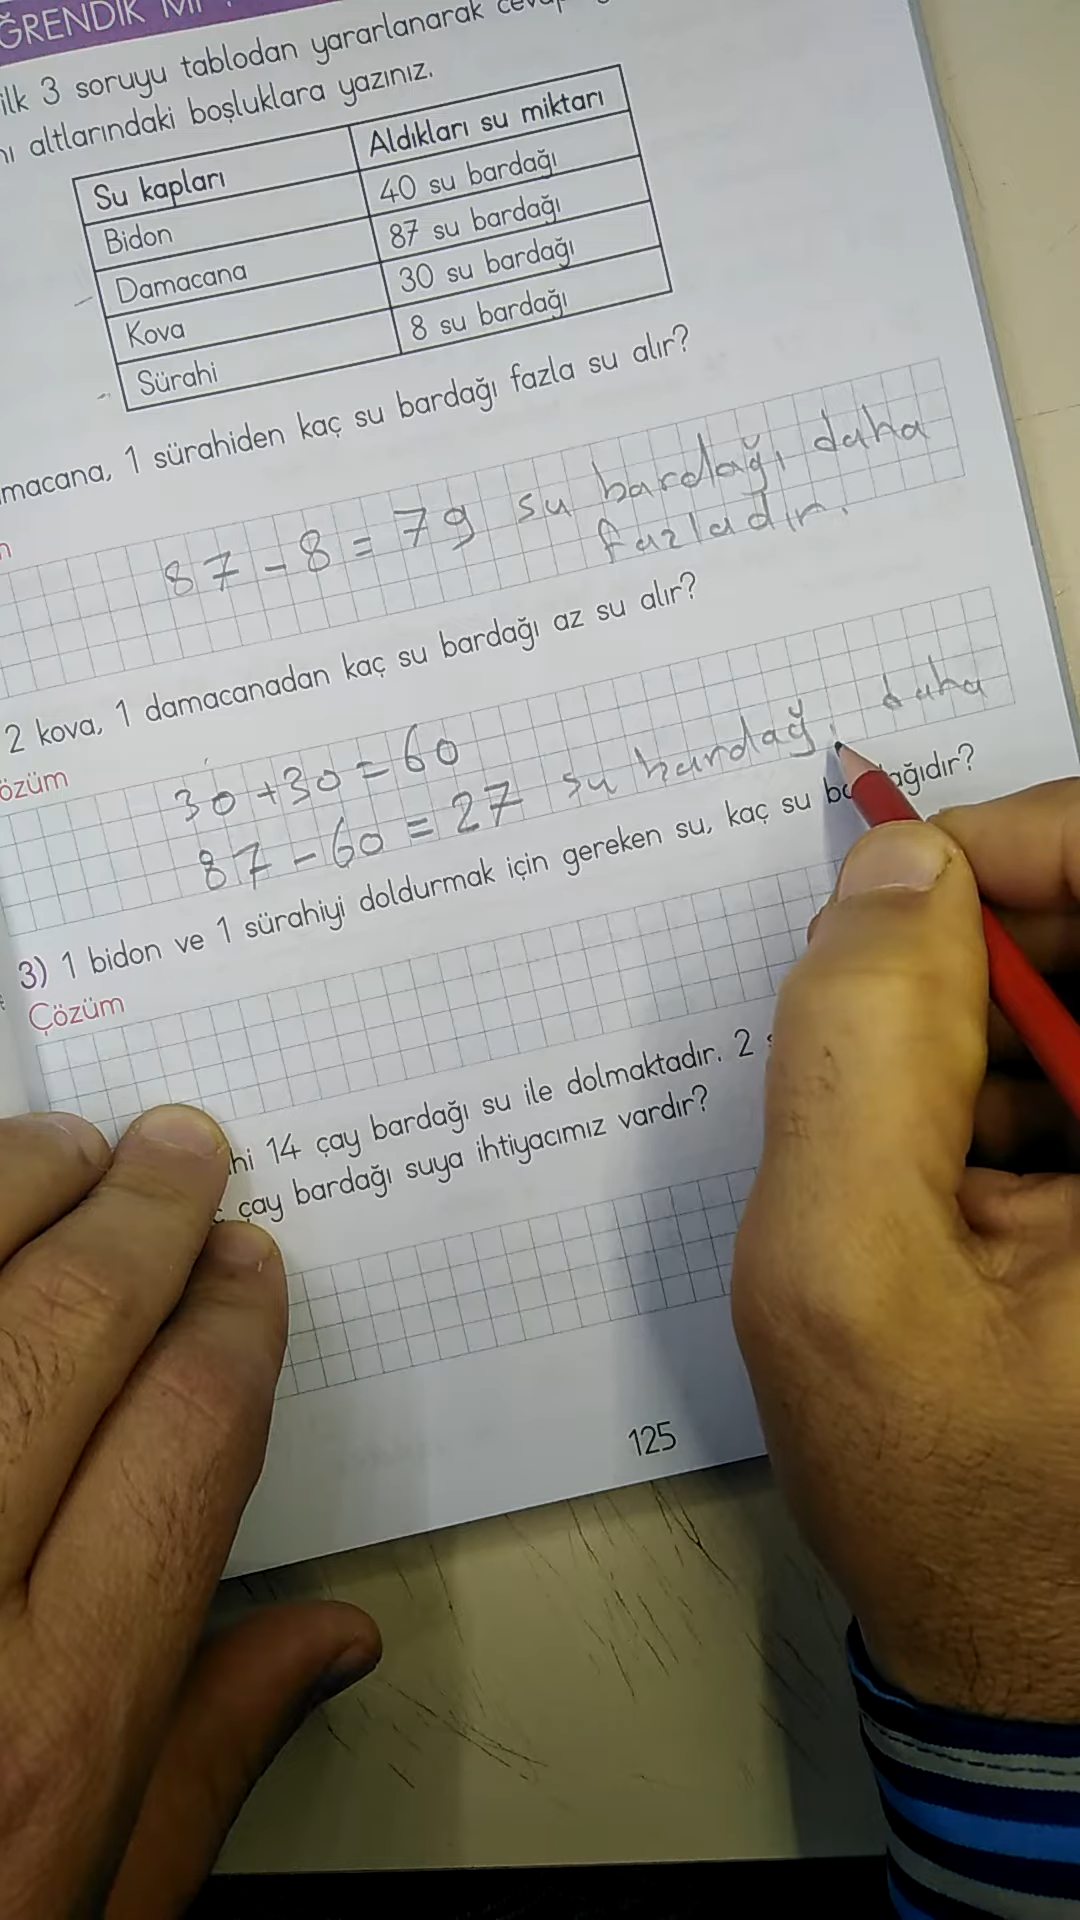 ĞRENDİK Mİ
ilk 3 soruyu tablodan yararlanarak
altlarındaki boşluklara yazınız.
Su kapları Aldıkları su miktarı
Bidon 40 su bardağı
Damacana 87 su bardağı
Kova 30 su bardağı
Sürahi 8 su bardağı
macana, 1 sürahiden kaç su bardağı fazla su alır?
87 - 8 = 79 su bardağı daha
fazladır.
2 kova, 1 damacanadan kaç su bardağı az su alır?
özüm
30 + 30 = 60
87 - 60 = 27 su bardağı daha
3) 1 bidon ve 1 sürahiyi doldurmak için gereken su, kaç su ba ağıdır?
Çözüm
hi 14 çay bardağı su ile dolmaktadır. 2
çay bardağı suya ihtiyacımız vardır?
125